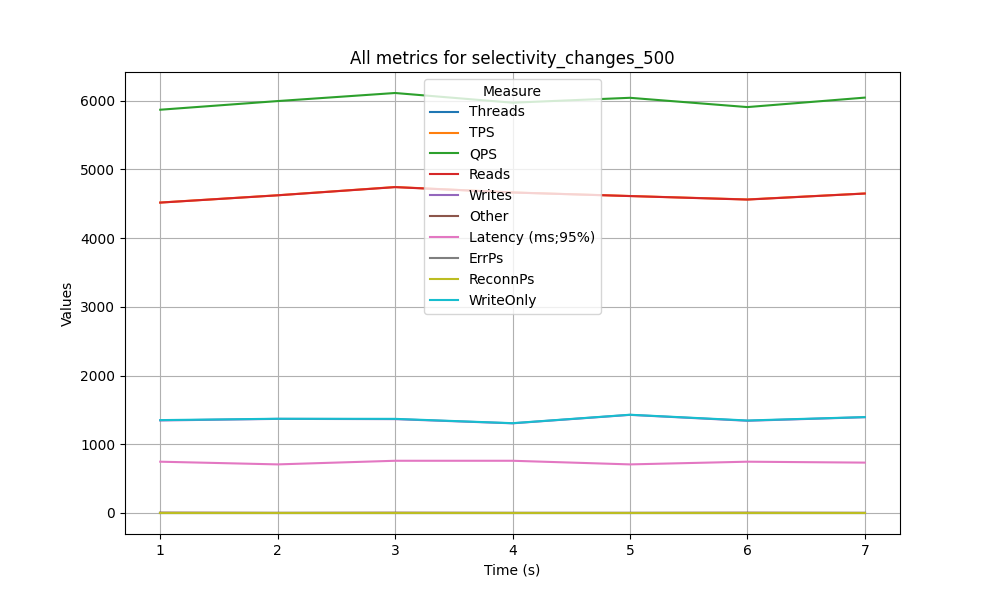 All metrics for selectivity_changes_500
Values
6000
5000
4000
3000
2000
1000
0
Measure
Threads
TPS
QPS
Reads
Writes
Other
Latency (ms;95%)
ErrPs
ReconnPs
WriteOnly
1 2 3 4 5 6 7
Time (s)